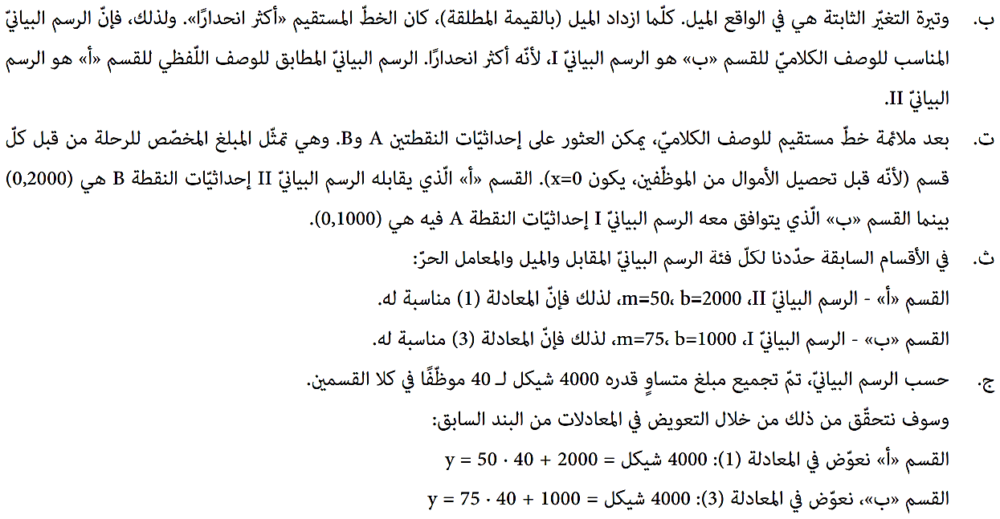 ب. وتيرة التغيّر الثابتة هي في الواقع الميل. كلّما ازداد الميل (بالقيمة المطلقة)، كان الخطّ المستقيم «أكثر انحدارًا». ولذلك، فإنّ الرسم البيانيّ
المناسب للوصف الكلاميّ للقسم «ب» هو الرسم البيانيّ I، لأنّه أكثر انحدارًا. الرسم البيانيّ المطابق للوصف اللّفظي للقسم «أ» هو الرسم
البيانيّ II.
ت. بعد ملائمة خطّ مستقيم للوصف الكلاميّ، يمكن العثور على إحداثيّات النقطتين A وB. وهي تمثّل المبلغ المخصّص للرحلة من قبل كلّ
قسم (لأنّه قبل تحصيل الأموال من الموظّفين، يكون x=0). القسم «أ» الّذي يقابله الرسم البيانيّ II إحداثيّات النقطة B هي (0,2000)
بينما القسم «ب» الّذي يتوافق معه الرسم البيانيّ I إحداثيّات النقطة A فيه هي (0,1000).
ث. في الأقسام السابقة حدّدنا لكلّ فئة الرسم البيانيّ المقابل والميل والمعامل الحرّ:
القسم «أ» - الرسم البيانيّ II، m=50، b=2000، لذلك فإنّ المعادلة (1) مناسبة له.
القسم «ب» - الرسم البيانيّ I، m=75، b=1000، لذلك فإنّ المعادلة (3) مناسبة له.
ج. حسب الرسم البيانيّ، تمّ تجميع مبلغ متساوٍ قدره 4000 شيكل لـ 40 موظّفًا في كلا القسمين.
وسوف نتحقّق من ذلك من خلال التعويض في المعادلات من البند السابق:
القسم «أ» نعوّض في المعادلة (1): 4000 شيكل = y = 50 · 40 + 2000
القسم «ب»، نعوّض في المعادلة (3): 4000 شيكل = y = 75 · 40 + 1000